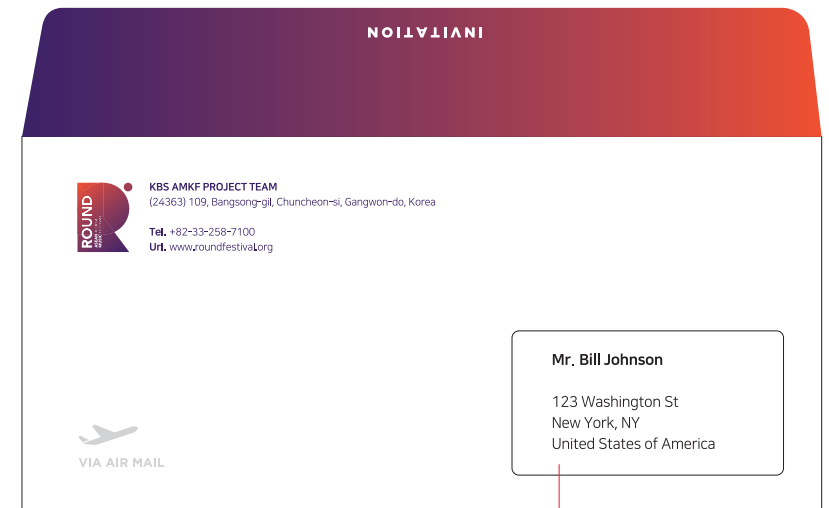 INVITATION
KBS AMKF PROJECT TEAM
(24363) 109, Bangsong-gil, Chuncheon-si, Gangwon-do, Korea
Tel. +82-33-258-7100
Url. www.roundfestival.org
ROUND
Mr. Bill Johnson
123 Washington St
New York, NY
United States of America
VIA AIR MAIL